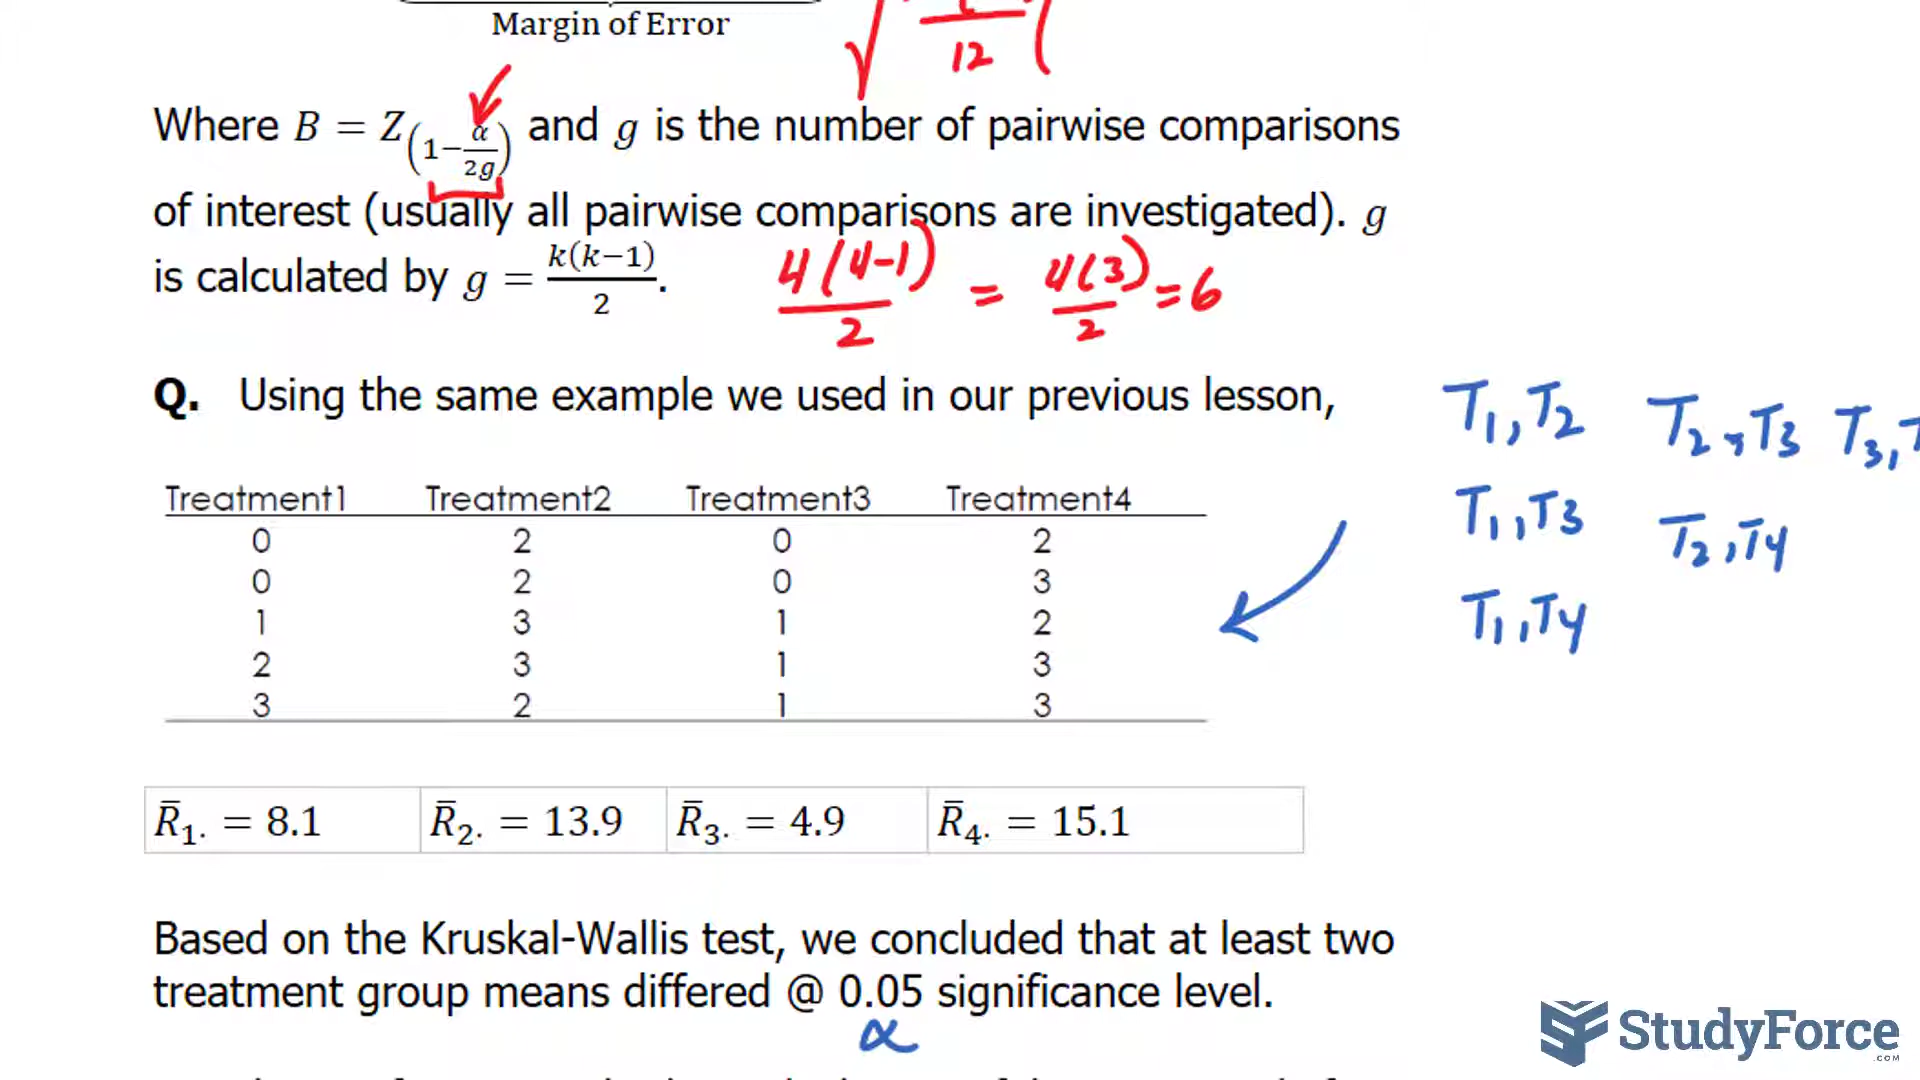 Margin of Error
12
Where B = Z(1−α/2g) and g is the number of pairwise comparisons
of interest (usually all pairwise comparisons are investigated). g
is calculated by g = k(k−1)/2. 4(4-1)/2 = 4(3)/2 = 6
Q. Using the same example we used in our previous lesson,
T1,T2 T2,T3 T3,
T1,T3 T2,T4
T1,T4
Treatment1 Treatment2 Treatment3 Treatment4
0 2 0 2
0 2 0 3
1 3 1 2
2 3 1 3
3 2 1 3
R̄1. = 8.1 R̄2. = 13.9 R̄3. = 4.9 R̄4. = 15.1
Based on the Kruskal-Wallis test, we concluded that at least two
treatment group means differed @ 0.05 significance level.
α
StudyForce
.COM